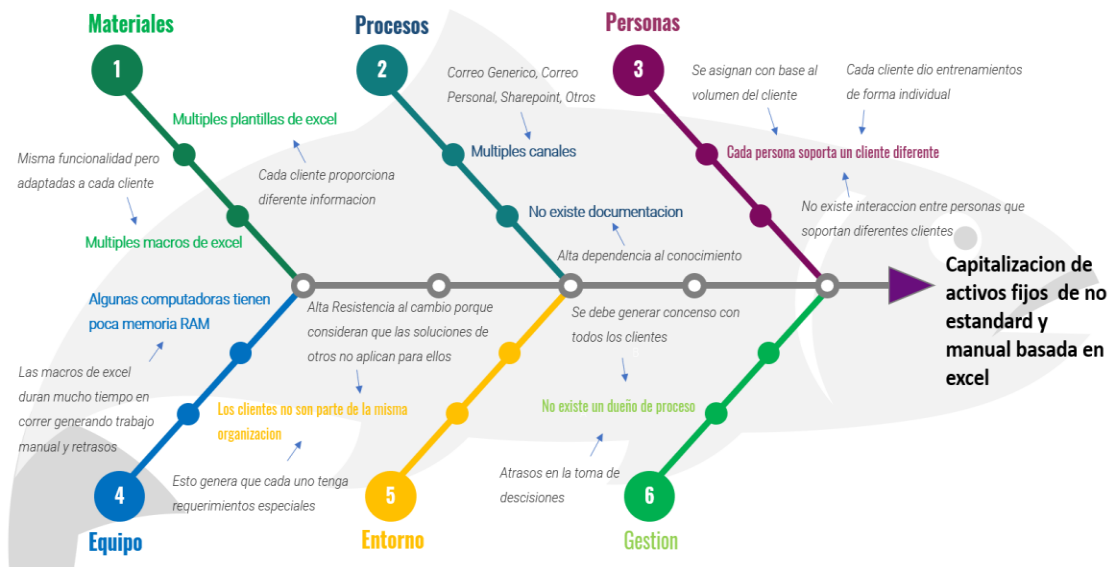 Materiales
1
Multiples plantillas de excel
Misma funcionalidad pero
adaptadas a cada cliente
Cada cliente proporciona
diferente informacion
Multiples macros de excel
Procesos
2
Correo Generico, Correo
Personal, Sharepoint, Otros
Multiples canales
No existe documentacion
Alta dependencia al conocimiento
Personas
3
Se asignan con base al
volumen del cliente
Cada cliente dio entrenamientos
de forma individual
Cada persona soporta un cliente diferente
No existe interaccion entre personas que
soportan diferentes clientes
Capitalizacion de
activos fijos de no
estandard y
manual basada en
excel
Algunas computadoras tienen
poca memoria RAM
Las macros de excel
duran mucho tiempo en
correr generando trabajo
manual y retrasos
4
Equipo
Alta Resistencia al cambio porque
consideran que las soluciones de
otros no aplican para ellos
Los clientes no son parte de la misma
organizacion
Esto genera que cada uno tenga
requerimientos especiales
5
Entorno
Se debe generar concenso con
todos los clientes
No existe un dueño de proceso
Atrasos en la toma de
descisiones
6
Gestion